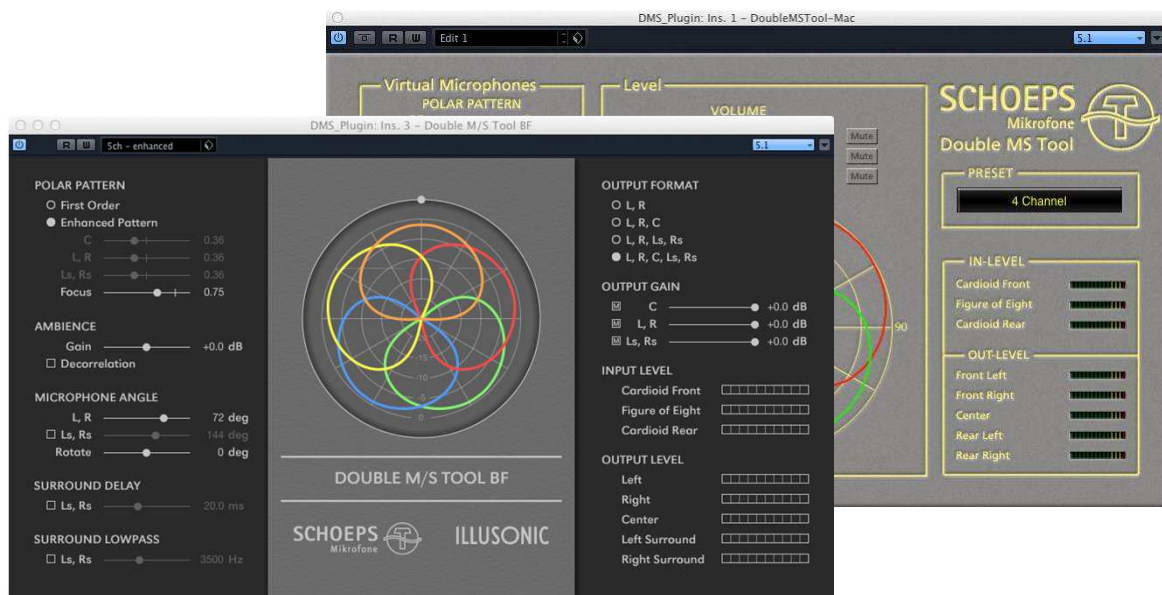 DMS_Plugin: Ins. 1 - DoubleMSTool-Mac
R W Edit 1 5.1
Virtual Microphones
POLAR PATTERN
Level
VOLUME
Mute
Mute
Mute
90
SCHOEPS
Mikrofone
Double MS Tool
PRESET
4 Channel
IN-LEVEL
Cardioid Front
Figure of Eight
Cardioid Rear
OUT-LEVEL
Front Left
Front Right
Center
Rear Left
Rear Right
DMS_Plugin: Ins. 3 - Double M/S Tool BF
R W Sch - enhanced 5.1
POLAR PATTERN
First Order
Enhanced Pattern
C 0.36
L, R 0.36
Ls, Rs 0.36
Focus 0.75
AMBIENCE
Gain +0.0 dB
Decorrelation
MICROPHONE ANGLE
L, R 72 deg
Ls, Rs 144 deg
Rotate 0 deg
SURROUND DELAY
Ls, Rs 20.0 ms
SURROUND LOWPASS
Ls, Rs 3500 Hz
-15
-10
-5
0
DOUBLE M/S TOOL BF
SCHOEPS
Mikrofone
ILLUSONIC
OUTPUT FORMAT
L, R
L, R, C
L, R, Ls, Rs
L, R, C, Ls, Rs
OUTPUT GAIN
M C +0.0 dB
M L, R +0.0 dB
M Ls, Rs +0.0 dB
INPUT LEVEL
Cardioid Front
Figure of Eight
Cardioid Rear
OUTPUT LEVEL
Left
Right
Center
Left Surround
Right Surround